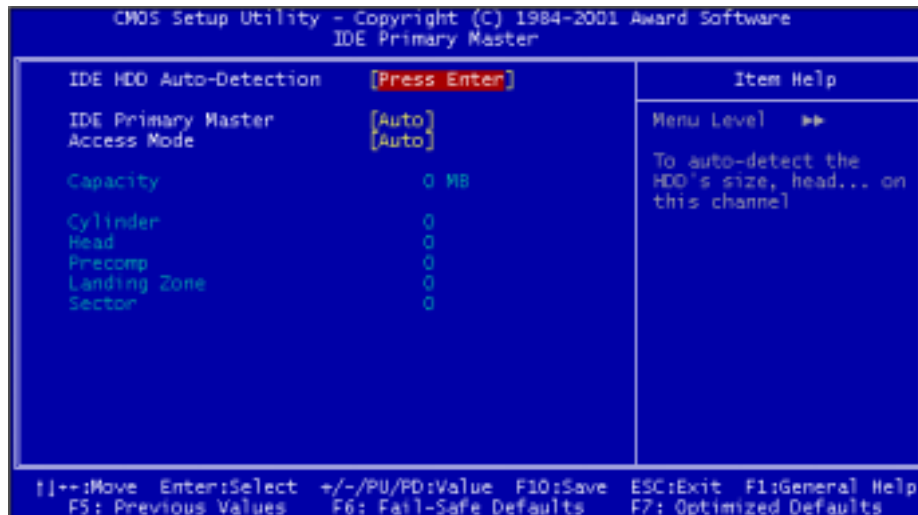 CMOS Setup Utility - Copyright (C) 1984-2001 Award Software
IDE Primary Master
IDE HDD Auto-Detection [Press Enter]
IDE Primary Master [Auto]
Access Mode [Auto]
Capacity 0 MB
Cylinder 0
Head 0
Precomp 0
Landing Zone 0
Sector 0
Item Help
Menu Level ▸▸
To auto-detect the
HDD's size, head... on
this channel
↑↓←→:Move Enter:Select +/-/PU/PD:Value F10:Save ESC:Exit F1:General Help
F5: Previous Values F6: Fail-Safe Defaults F7: Optimized Defaults